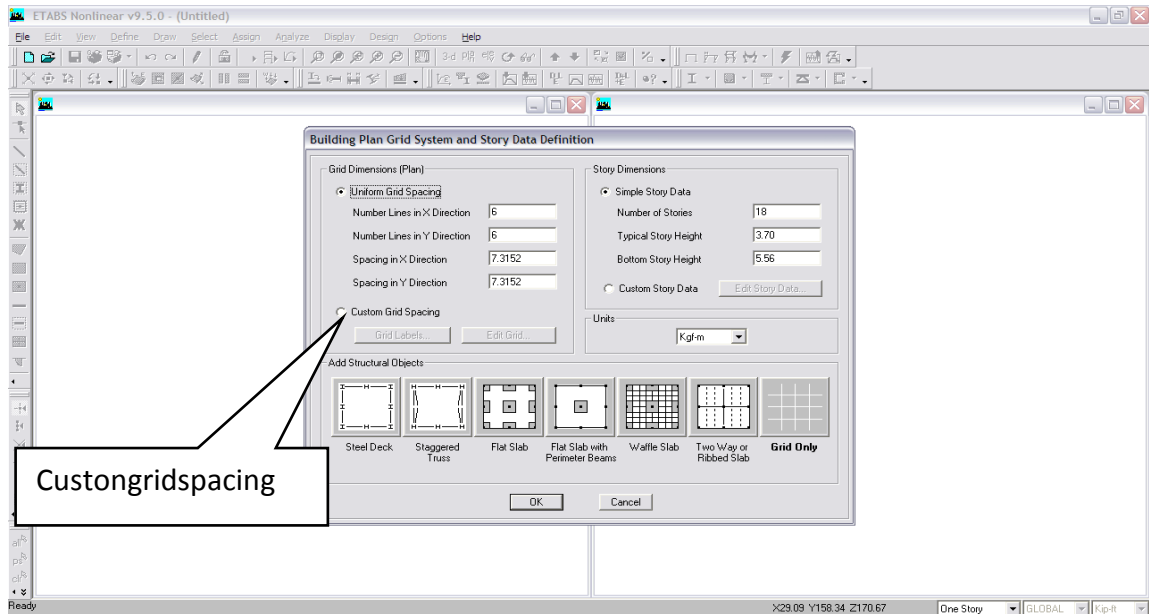 ETABS Nonlinear v9.5.0 - (Untitled)
File Edit View Define Draw Select Assign Analyze Display Design Options Help
3-d
Building Plan Grid System and Story Data Definition
Grid Dimensions (Plan)
Uniform Grid Spacing
Number Lines in X Direction 6
Number Lines in Y Direction 6
Spacing in X Direction 7.3152
Spacing in Y Direction 7.3152
Custom Grid Spacing
Grid Labels... Edit Grid...
Story Dimensions
Simple Story Data
Number of Stories 18
Typical Story Height 3.70
Bottom Story Height 5.56
Custom Story Data Edit Story Data...
Units
Kgf-m
Add Structural Objects
Steel Deck
Staggered
Truss
Flat Slab
Flat Slab with
Perimeter Beams
Waffle Slab
Two Way or
Ribbed Slab
Grid Only
OK Cancel
Custongridspacing
all
ps
cl
Ready X29.09 Y158.34 Z170.67 One Story GLOBAL Kip-ft